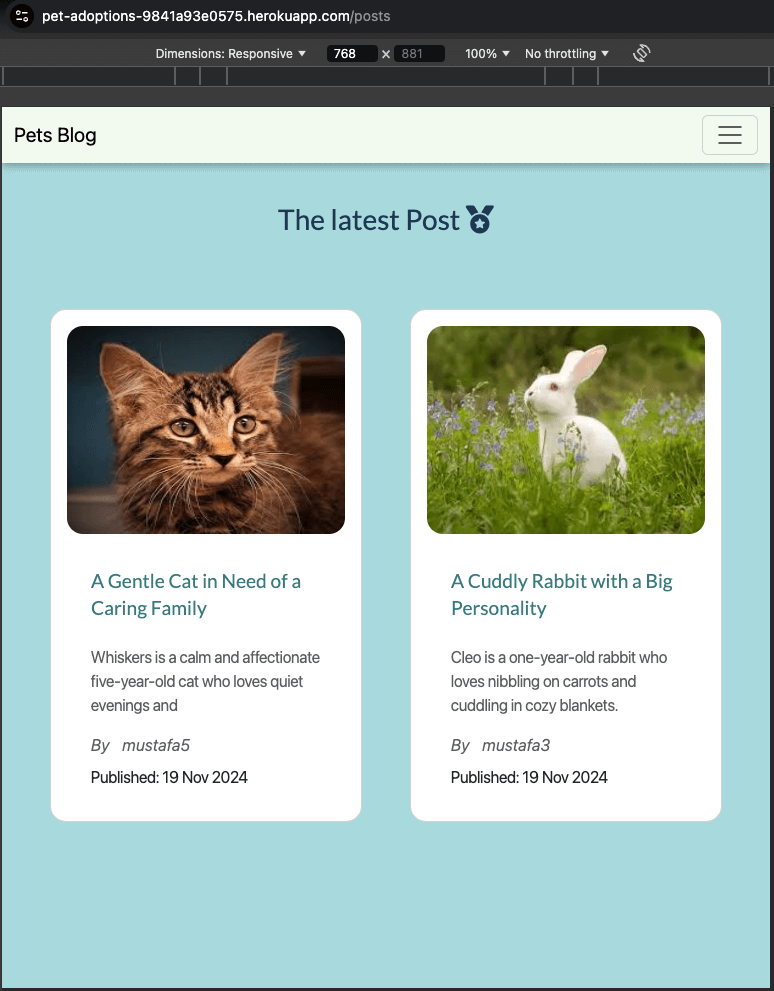 pet-adoptions-9841a93e0575.herokuapp.com/posts
Dimensions: Responsive 768 × 881 100% No throttling
Pets Blog
The latest Post
A Gentle Cat in Need of a
Caring Family
Whiskers is a calm and affectionate
five-year-old cat who loves quiet
evenings and
By mustafa5
Published: 19 Nov 2024
A Cuddly Rabbit with a Big
Personality
Cleo is a one-year-old rabbit who
loves nibbling on carrots and
cuddling in cozy blankets.
By mustafa3
Published: 19 Nov 2024